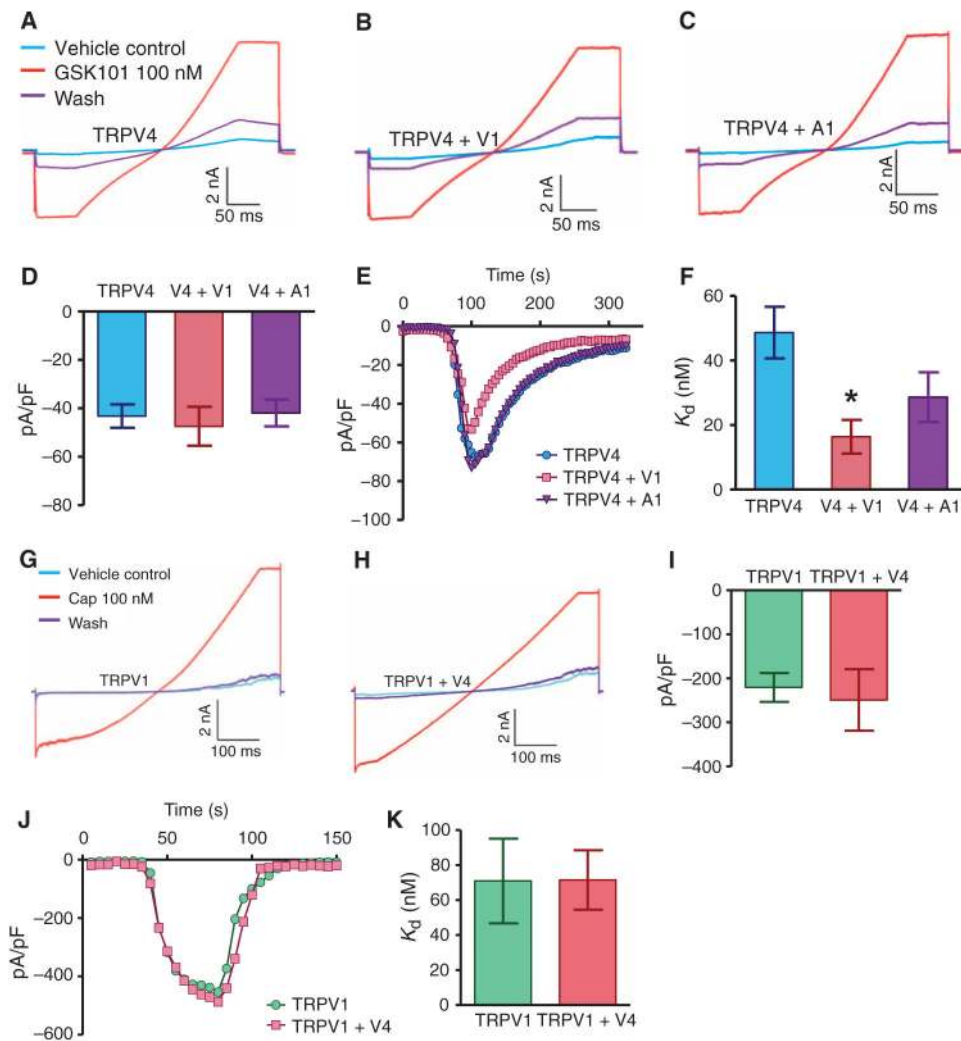 A
Vehicle control
GSK101 100 nM
Wash
TRPV4
2 nA
50 ms
B
TRPV4 + V1
2 nA
50 ms
C
TRPV4 + A1
2 nA
50 ms
D
TRPV4 V4 + V1 V4 + A1
0
−20
−40
−60
−80
pA/pF
E
Time (s)
0 100 200 300
0
−20
−40
−60
−80
−100
pA/pF
TRPV4
TRPV4 + V1
TRPV4 + A1
F
60
40
20
0
Kd (nM)
*
TRPV4 V4 + V1 V4 + A1
G
Vehicle control
Cap 100 nM
Wash
TRPV1
2 nA
100 ms
H
TRPV1 + V4
2 nA
100 ms
I
TRPV1 TRPV1 + V4
0
−100
−200
−300
−400
pA/pF
J
Time (s)
0 50 100 150
0
−200
−400
−600
pA/pF
TRPV1
TRPV1 + V4
K
100
80
60
40
20
0
Kd (nM)
TRPV1 TRPV1 + V4